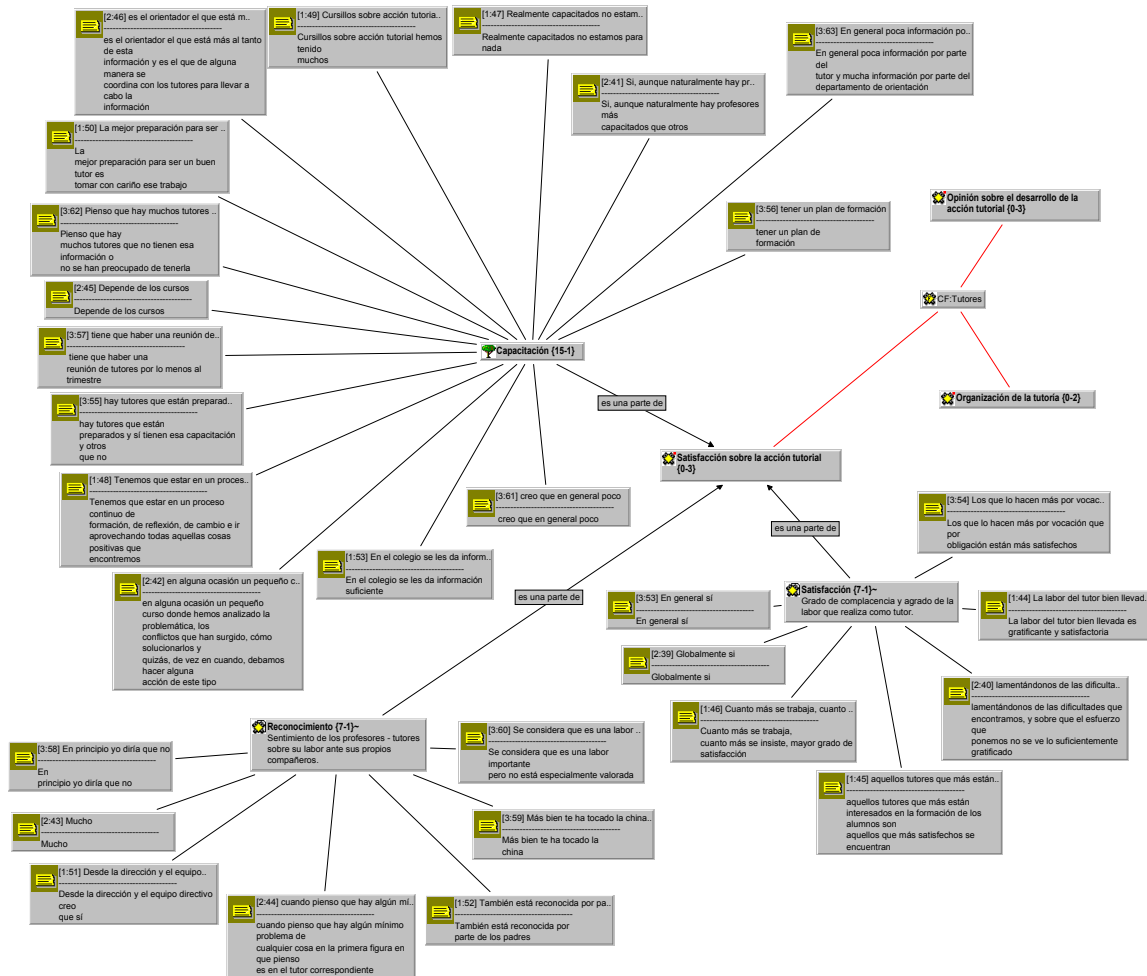 [2:46] es el orientador el que está m..
es el orientador el que está más al tanto
de esta
información y es el que de alguna
manera se
coordina con los tutores para llevar a
cabo la
información
[1:49] Cursillos sobre acción tutoria..
Cursillos sobre acción tutorial hemos
tenido
muchos
[1:47] Realmente capacitados no estam..
Realmente capacitados no estamos para
nada
[3:63] En general poca información po..
En general poca información por parte
del
tutor y mucha información por parte del
departamento de orientación
[2:41] Si, aunque naturalmente hay pr..
Si, aunque naturalmente hay profesores
más
capacitados que otros
[1:50] La mejor preparación para ser ..
La
mejor preparación para ser un buen
tutor es
tomar con cariño ese trabajo
[3:62] Pienso que hay muchos tutores ..
Pienso que hay
muchos tutores que no tienen esa
información o
no se han preocupado de tenerla
[3:56] tener un plan de formación
tener un plan de
formación
Opinión sobre el desarrollo de la
acción tutorial {0-3}
[2:45] Depende de los cursos
Depende de los cursos
CF:Tutores
[3:57] tiene que haber una reunión de..
tiene que haber una
reunión de tutores por lo menos al
trimestre
Capacitación {15-1}
[3:55] hay tutores que están preparad..
hay tutores que están
preparados y sí tienen esa capacitación
y otros
que no
es una parte de
Organización de la tutoría {0-2}
Satisfacción sobre la acción tutorial
{0-3}
[1:48] Tenemos que estar en un proces..
Tenemos que estar en un proceso
continuo de
formación, de reflexión, de cambio e ir
aprovechando todas aquellas cosas
positivas que
encontremos
[3:61] creo que en general poco
creo que en general poco
[3:54] Los que lo hacen más por vocac..
Los que lo hacen más por vocación que
por
obligación están más satisfechos
es una parte de
[1:53] En el colegio se les da inform..
En el colegio se les da información
suficiente
[2:42] en alguna ocasión un pequeño c..
en alguna ocasión un pequeño
curso donde hemos analizado la
problemática, los
conflictos que han surgido, cómo
solucionarlos y
quizás, de vez en cuando, debamos
hacer alguna
acción de este tipo
es una parte de
[3:53] En general sí
En general sí
Satisfacción {7-1}~
Grado de complacencia y agrado de la
labor que realiza como tutor.
[1:44] La labor del tutor bien llevad..
La labor del tutor bien llevada es
gratificante y satisfactoria
[2:39] Globalmente si
Globalmente si
[2:40] lamentándonos de las dificulta..
lamentándonos de las dificultades que
encontramos, y sobre que el esfuerzo
que
ponemos no se ve lo suficientemente
gratificado
[1:46] Cuanto más se trabaja, cuanto ..
Cuanto más se trabaja,
cuanto más se insiste, mayor grado de
satisfacción
Reconocimiento {7-1}~
Sentimiento de los profesores - tutores
sobre su labor ante sus propios
compañeros.
[3:60] Se considera que es una labor ..
Se considera que es una labor
importante
pero no está especialmente valorada
[3:58] En principio yo diría que no
En
principio yo diría que no
[1:45] aquellos tutores que más están..
aquellos tutores que más están
interesados en la formación de los
alumnos son
aquellos que más satisfechos se
encuentran
[2:43] Mucho
Mucho
[3:59] Más bien te ha tocado la china..
Más bien te ha tocado la
china
[1:51] Desde la dirección y el equipo..
Desde la dirección y el equipo directivo
creo
que sí
[2:44] cuando pienso que hay algún mí..
cuando pienso que hay algún mínimo
problema de
cualquier cosa en la primera figura en
que pienso
es en el tutor correspondiente
[1:52] También está reconocida por pa..
También está reconocida por
parte de los padres